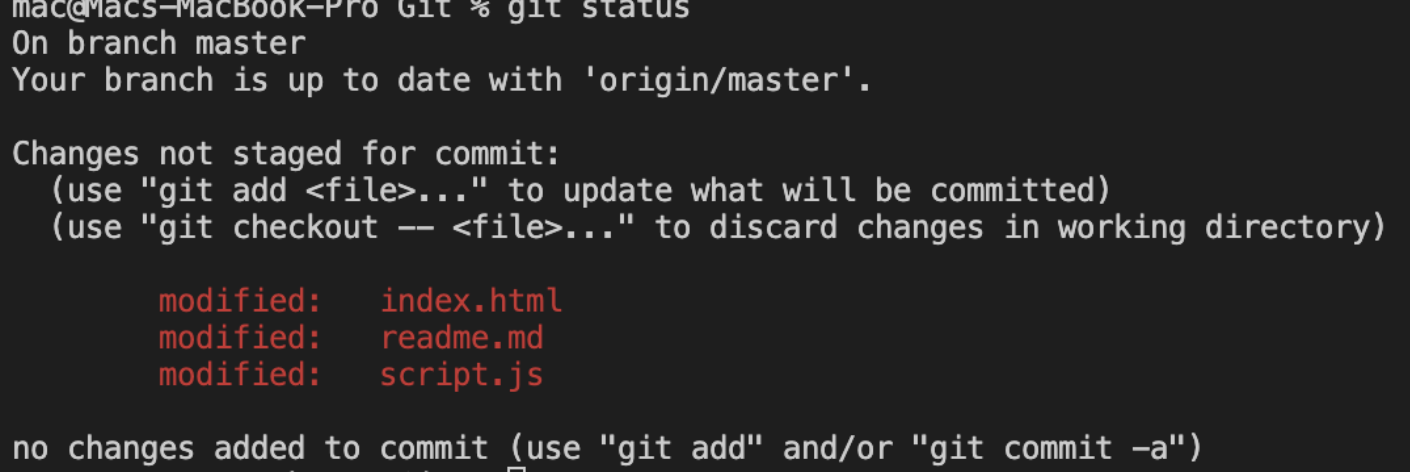 mac@Macs-MacBook-Pro Git % git status
On branch master
Your branch is up to date with 'origin/master'.
Changes not staged for commit:
(use "git add <file>..." to update what will be committed)
(use "git checkout -- <file>..." to discard changes in working directory)
modified: index.html
modified: readme.md
modified: script.js
no changes added to commit (use "git add" and/or "git commit -a")